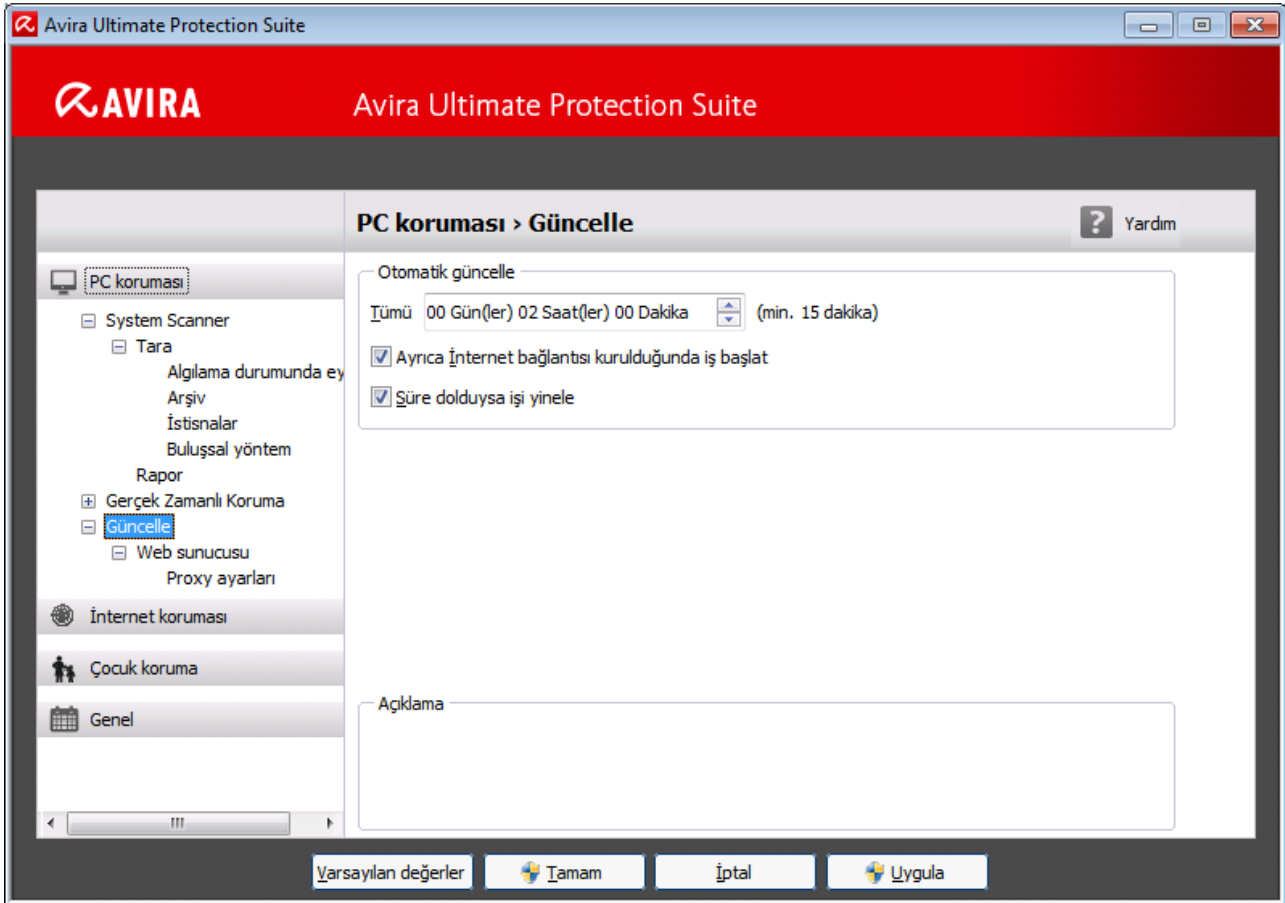 Avira Ultimate Protection Suite
AVIRA
Avira Ultimate Protection Suite
PC koruması › Güncelle
? Yardım
PC koruması
System Scanner
Tara
Algılama durumunda ey
Arşiv
İstisnalar
Buluşsal yöntem
Rapor
Gerçek Zamanlı Koruma
Güncelle
Web sunucusu
Proxy ayarları
İnternet koruması
Çocuk koruma
Genel
Otomatik güncelle
Tümü 00 Gün(ler) 02 Saat(ler) 00 Dakika (min. 15 dakika)
Ayrıca İnternet bağlantısı kurulduğunda iş başlat
Süre dolduysa işi yinele
Açıklama
Varsayılan değerler Tamam İptal Uygula